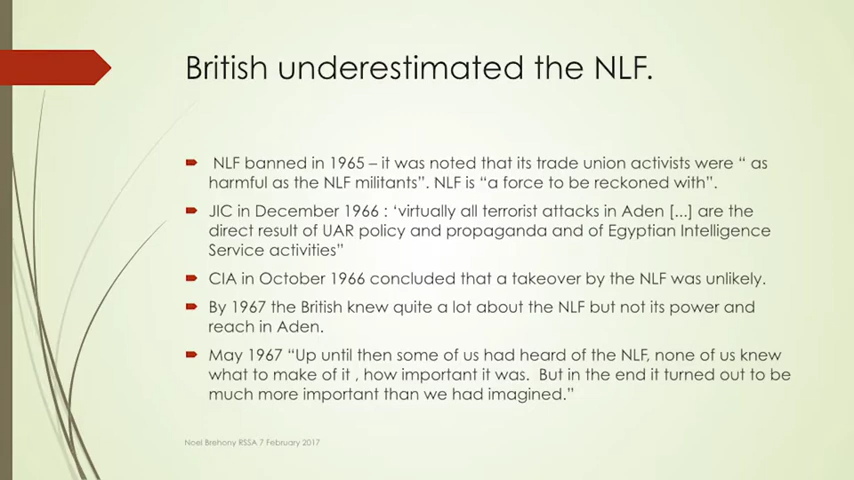 British underestimated the NLF.
NLF banned in 1965 – it was noted that its trade union activists were “ as
harmful as the NLF militants”. NLF is “a force to be reckoned with”.
JIC in December 1966 : ‘virtually all terrorist attacks in Aden [...] are the
direct result of UAR policy and propaganda and of Egyptian Intelligence
Service activities”
CIA in October 1966 concluded that a takeover by the NLF was unlikely.
By 1967 the British knew quite a lot about the NLF but not its power and
reach in Aden.
May 1967 “Up until then some of us had heard of the NLF, none of us knew
what to make of it , how important it was.  But in the end it turned out to be
much more important than we had imagined.”
Noel Brehony RSSA 7 February 2017